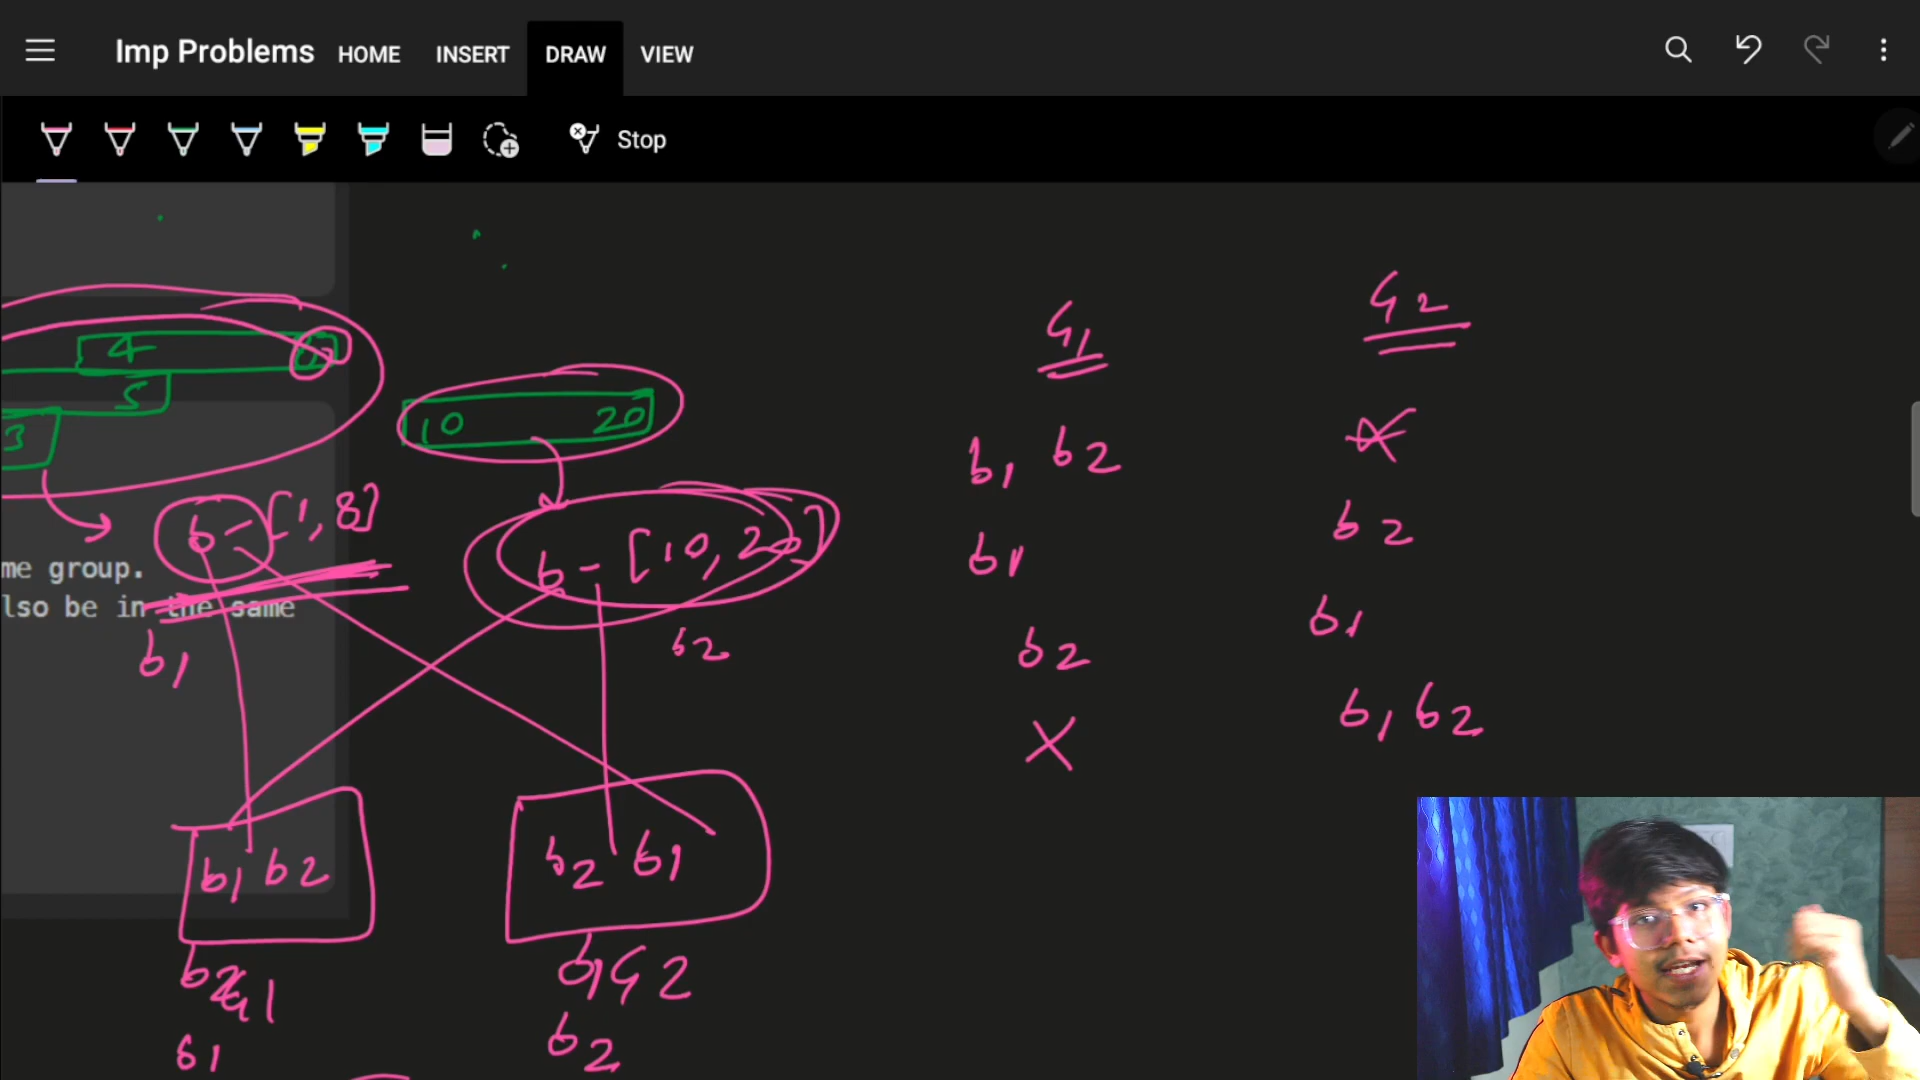 Imp Problems HOME INSERT DRAW VIEW
Stop
4
5
3
10 20
G1
G2
b1 b2
X
b - [1, 8]
b - [10, 20]
b1
b2
me group.
lso be in the same
b1
b2
b2
b1
X
b1 b2
b1 b2
b2 b1
G2
b1
b2